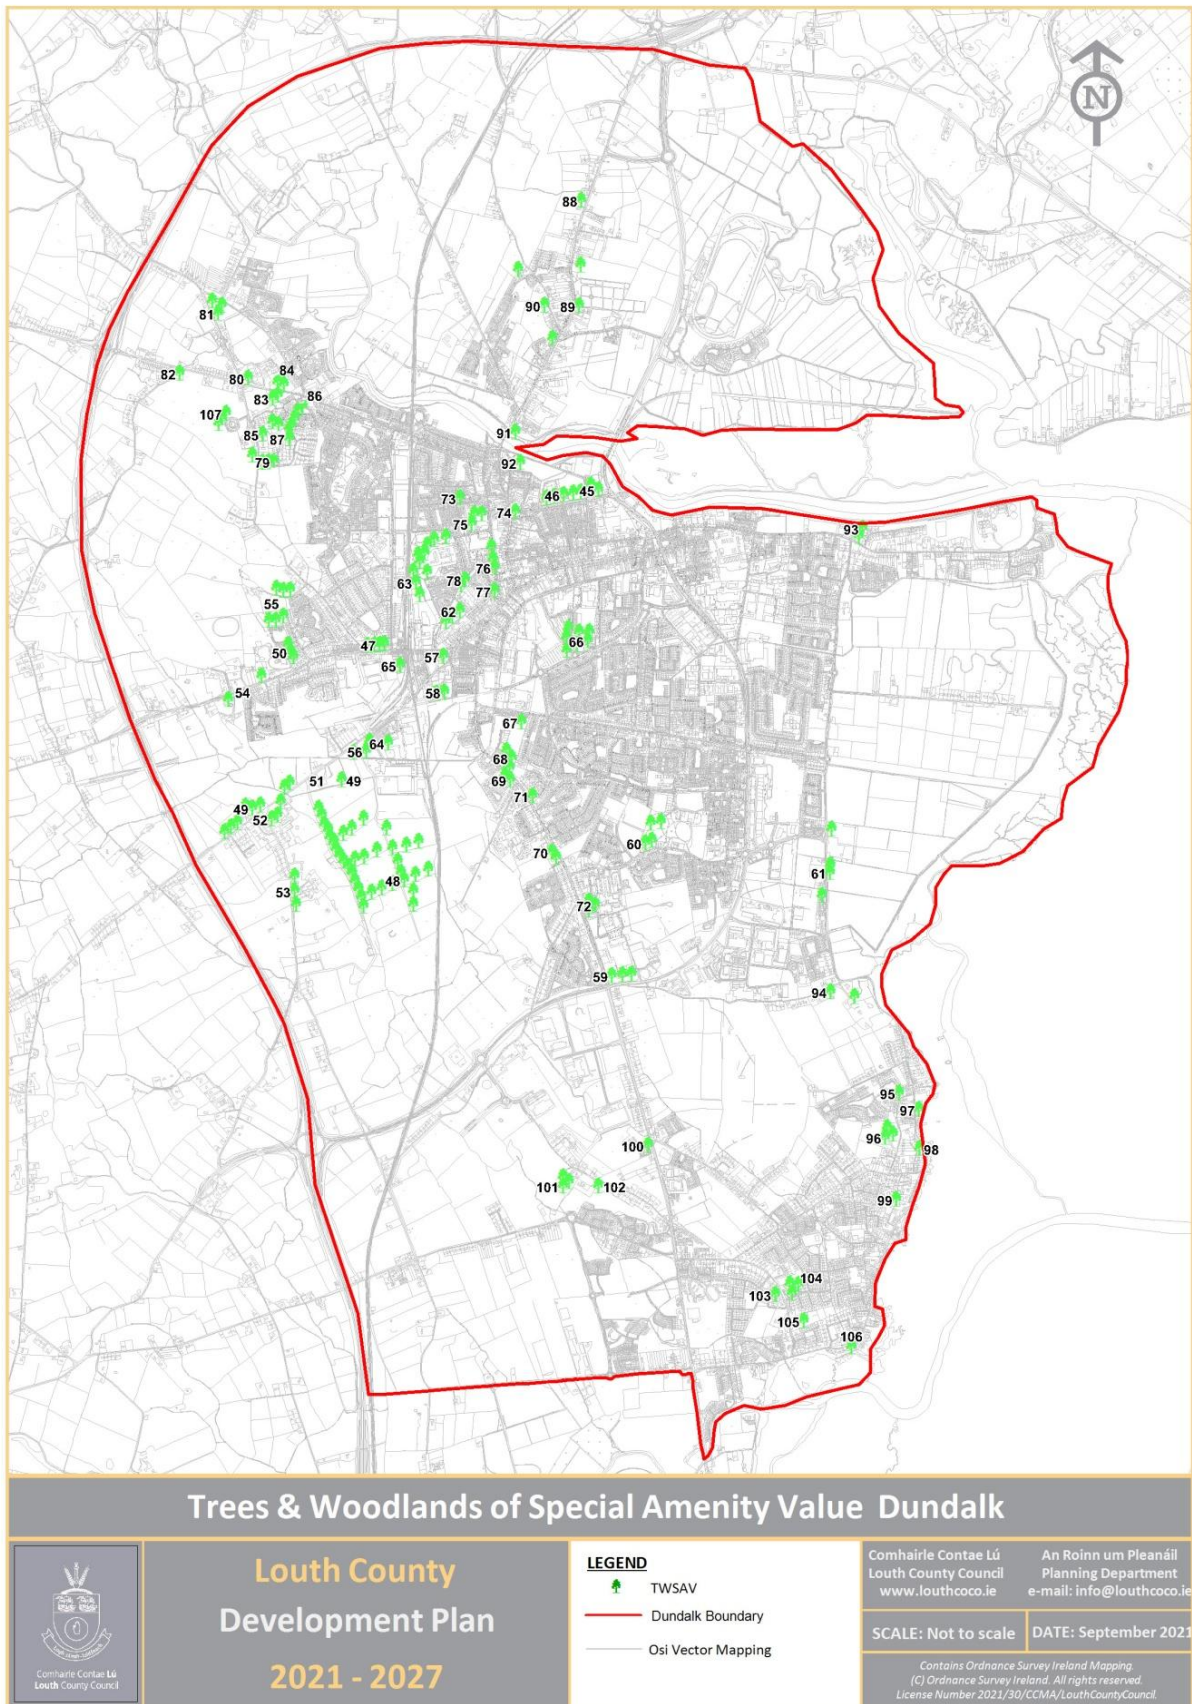 N
88
90
89
81
82
80
84
83
86
107
85
87
79
91
92
73
46
45
74
75
93
76
63
78
77
55
62
47
57
66
50
65
54
58
67
64
56
68
51
49
69
71
49
52
70
60
53
48
61
72
59
94
95
97
96
98
100
101
102
99
104
103
105
106
Trees & Woodlands of Special Amenity Value Dundalk
Comhairle Contae Lú
Louth County Council
Louth County
Development Plan
2021 - 2027
LEGEND
TWSAV
Dundalk Boundary
Osi Vector Mapping
Comhairle Contae Lú
Louth County Council
www.louthcoco.ie
An Roinn um Pleanáil
Planning Department
e-mail: info@louthcoco.ie
SCALE: Not to scale
DATE: September 2021
Contains Ordnance Survey Ireland Mapping.
(C) Ordnance Survey Ireland. All rights reserved.
License Number 2021/30/CCMA/LouthCountyCouncil